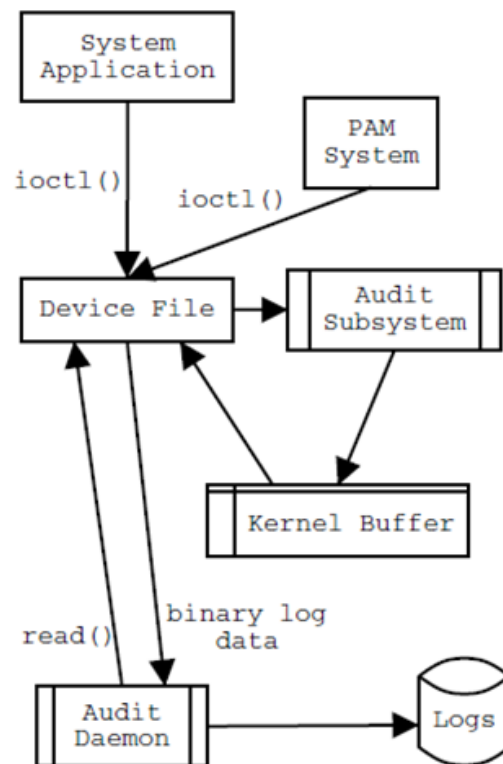 System
Application
PAM
System
ioctl()
ioctl()
Device File
Audit
Subsystem
Kernel Buffer
binary log
data
read()
Audit
Daemon
Logs